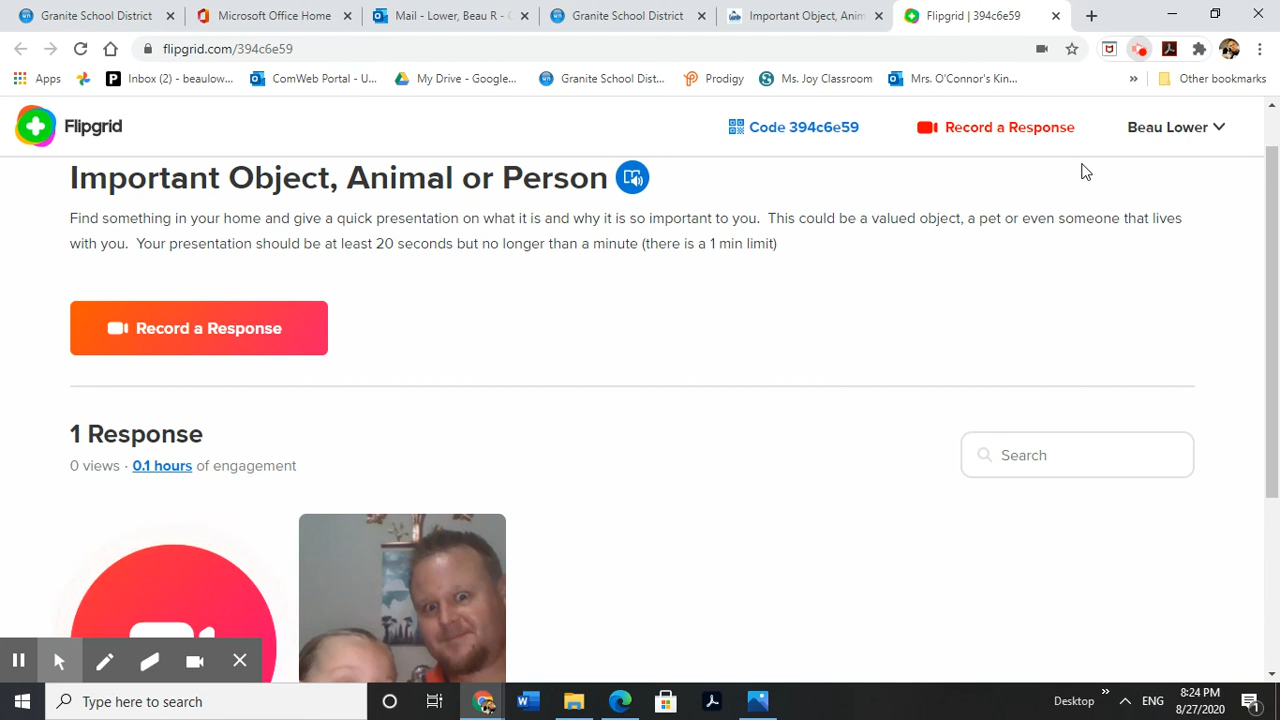 Granite School District
Microsoft Office Home
Mail - Lower, Beau R -
Granite School District
Important Object, Anim
Flipgrid | 394c6e59
flipgrid.com/394c6e59
Apps
Inbox (2) - beaulow...
ComWeb Portal - U...
My Drive - Google...
Granite School Dist...
Prodigy
Ms. Joy Classroom
Mrs. O'Connor's Kin...
»
Other bookmarks
Flipgrid
Code 394c6e59
Record a Response
Beau Lower
Important Object, Animal or Person
Find something in your home and give a quick presentation on what it is and why it is so important to you. This could be a valued object, a pet or even someone that lives
with you. Your presentation should be at least 20 seconds but no longer than a minute (there is a 1 min limit)
Record a Response
1 Response
0 views · 0.1 hours of engagement
Search
Type here to search
Desktop
»
ENG
8:24 PM
8/27/2020
1